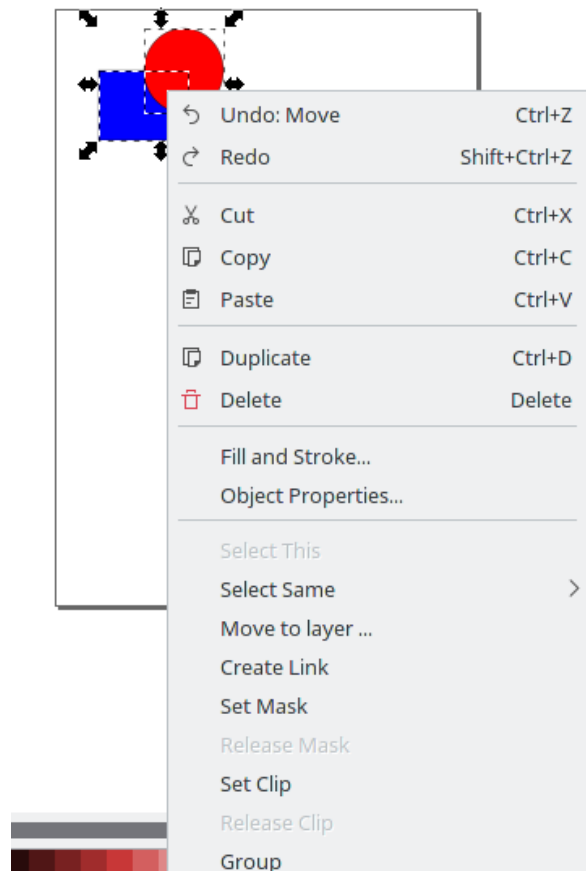 Undo: Move Ctrl+Z
Redo Shift+Ctrl+Z
Cut Ctrl+X
Copy Ctrl+C
Paste Ctrl+V
Duplicate Ctrl+D
Delete Delete
Fill and Stroke...
Object Properties...
Select This
Select Same
Move to layer ...
Create Link
Set Mask
Release Mask
Set Clip
Release Clip
Group